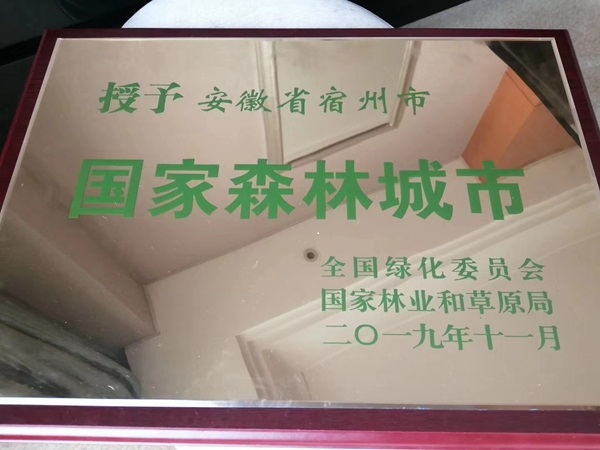 授予 安徽省宿州市
国家森林城市
全国绿化委员会
国家林业和草原局
二〇一九年十一月